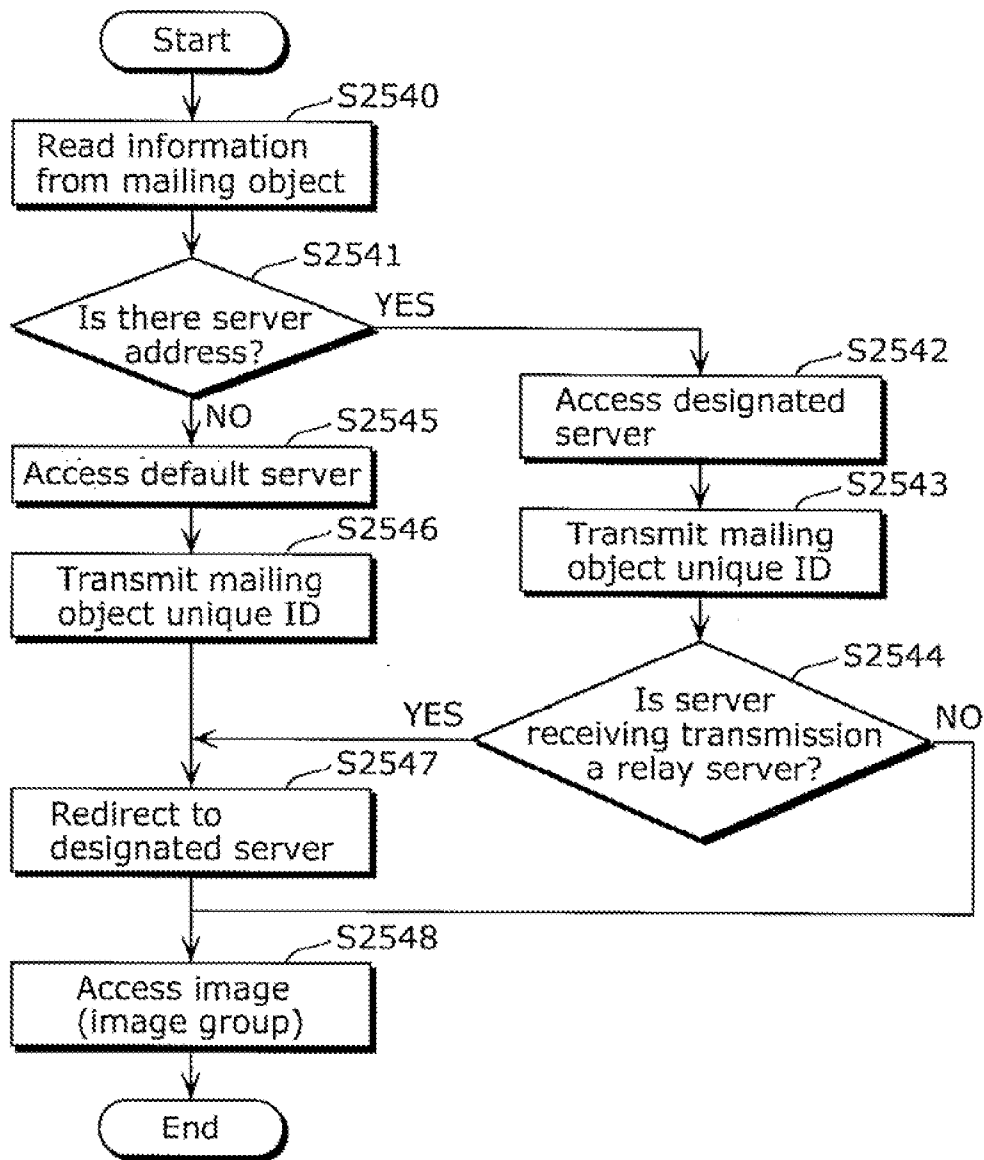 Start
S2540
Read information
from mailing object
S2541
Is there server
address?
YES
NO
S2542
Access designated
server
S2545
Access default server
S2543
Transmit mailing
object unique ID
S2546
Transmit mailing
object unique ID
S2544
Is server
receiving transmission
a relay server?
YES
NO
S2547
Redirect to
designated server
S2548
Access image
(image group)
End